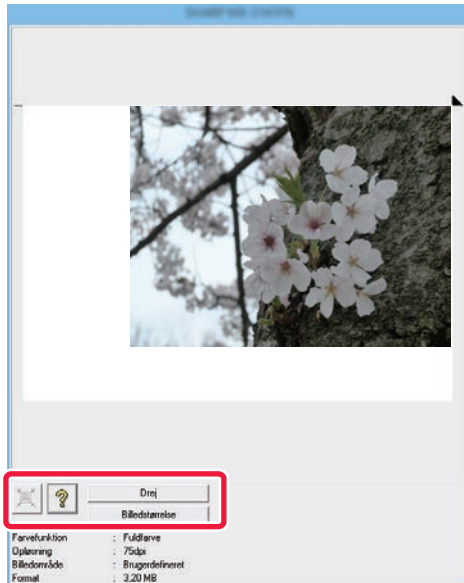 Drej
Billedstørrelse
Farvefunktion : Fuldfarve
Opløsning : 75dpi
Billedområde : Brugerdefineret
Format : 3.20 MB